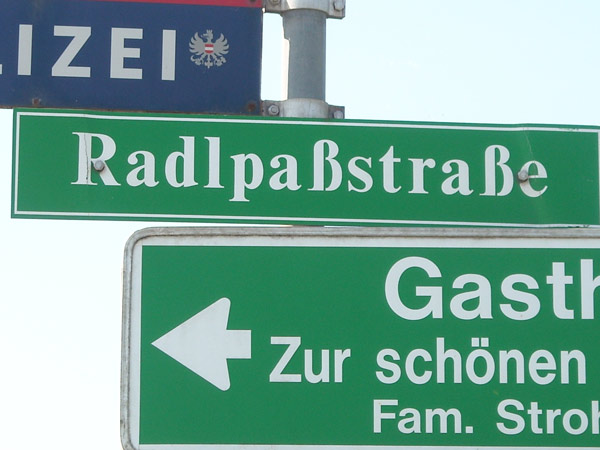 LIZEI
Radlpaßstraße
Gasth
Zur schönen
Fam. Stroh